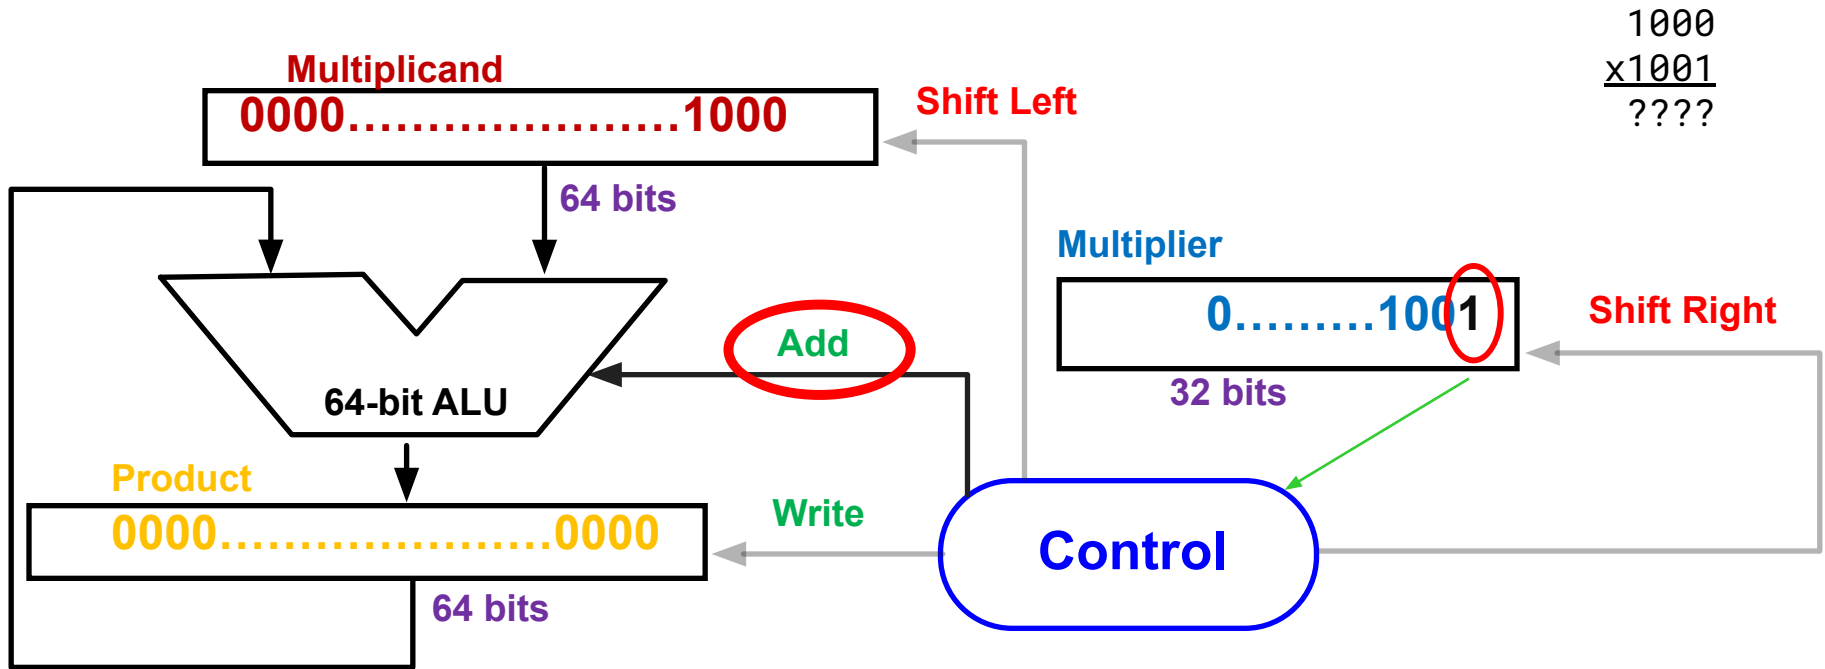 1000
x1001
????
Multiplicand
0000.....................1000
Shift Left
64 bits
Multiplier
0.........1001
Shift Right
32 bits
Add
64-bit ALU
Product
0000.....................0000
Write
Control
64 bits